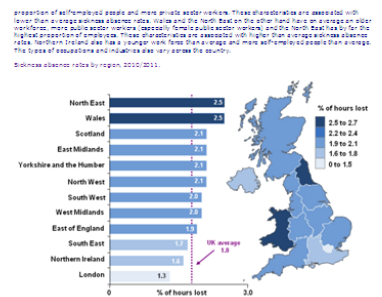 proportion of self-employed people and more private sector workers. These characteristics are associated with
lower than average sickness absence rates. Wales and the North East on the other hand have on average an older
workforce, more public sector workers (especially female public sector workers) and the North East has by far the
highest proportion of employees. These characteristics are associated with higher than average sickness absence
rates. Northern Ireland also has a younger work force than average and more self-employed people than average.
The types of occupations and industries also vary across the country.
Sickness absence rates by region, 2010/2011.
North East 2.5
Wales 2.5
Scotland 2.1
East Midlands 2.1
Yorkshire and the Humber 2.1
North West 2.1
South West 2.0
West Midlands 2.0
East of England 1.9
South East 1.7
Northern Ireland 1.6
London 1.3
UK average
1.8
0 3.0
% of hours lost
% of hours lost
2.5 to 2.7
2.2 to 2.4
1.9 to 2.1
1.6 to 1.8
0 to 1.5